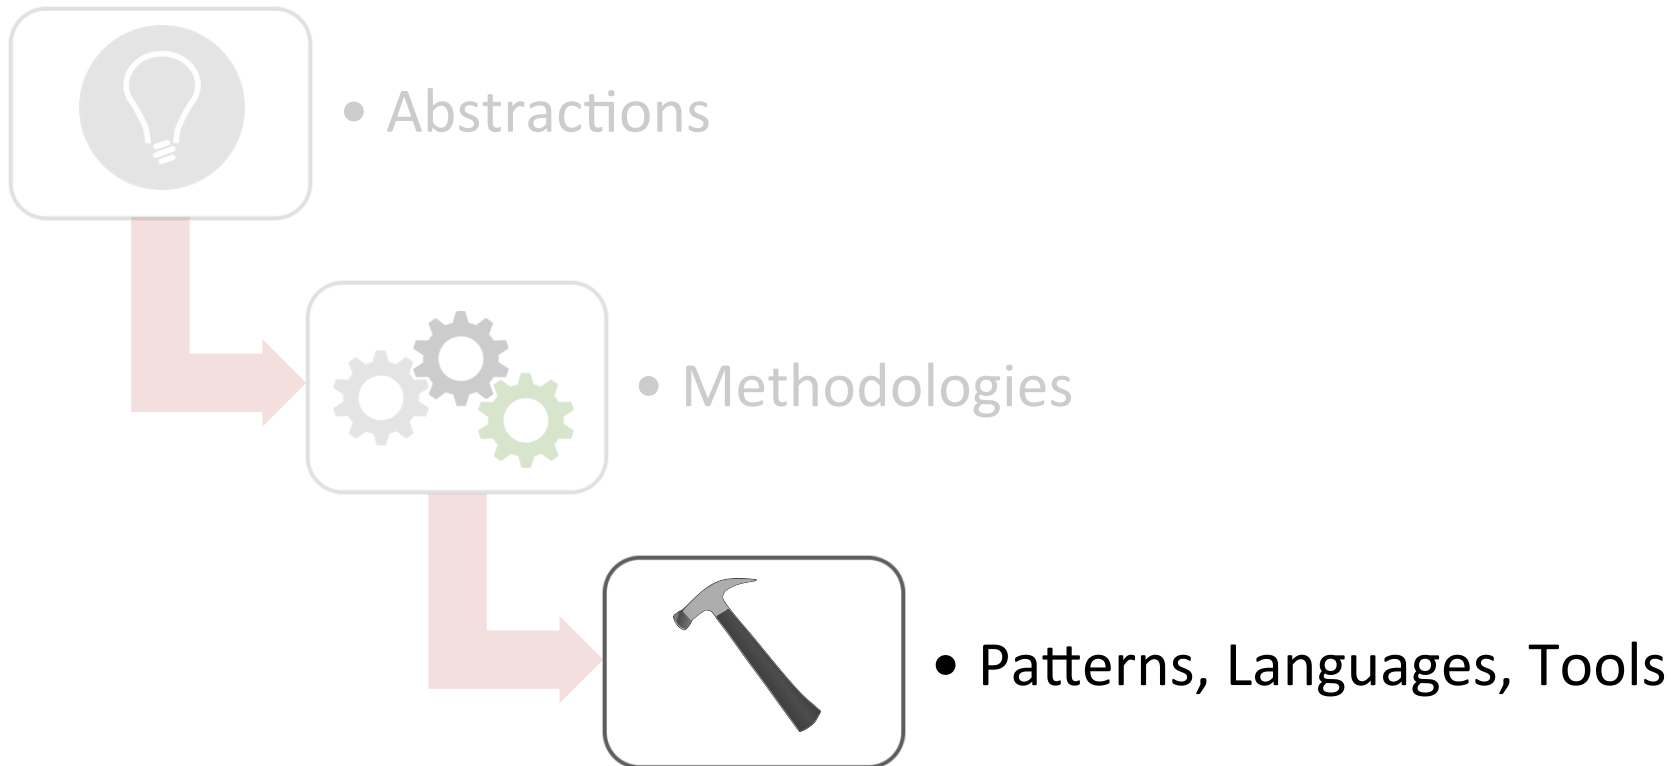 • Abstractions
• Methodologies
• Patterns, Languages, Tools